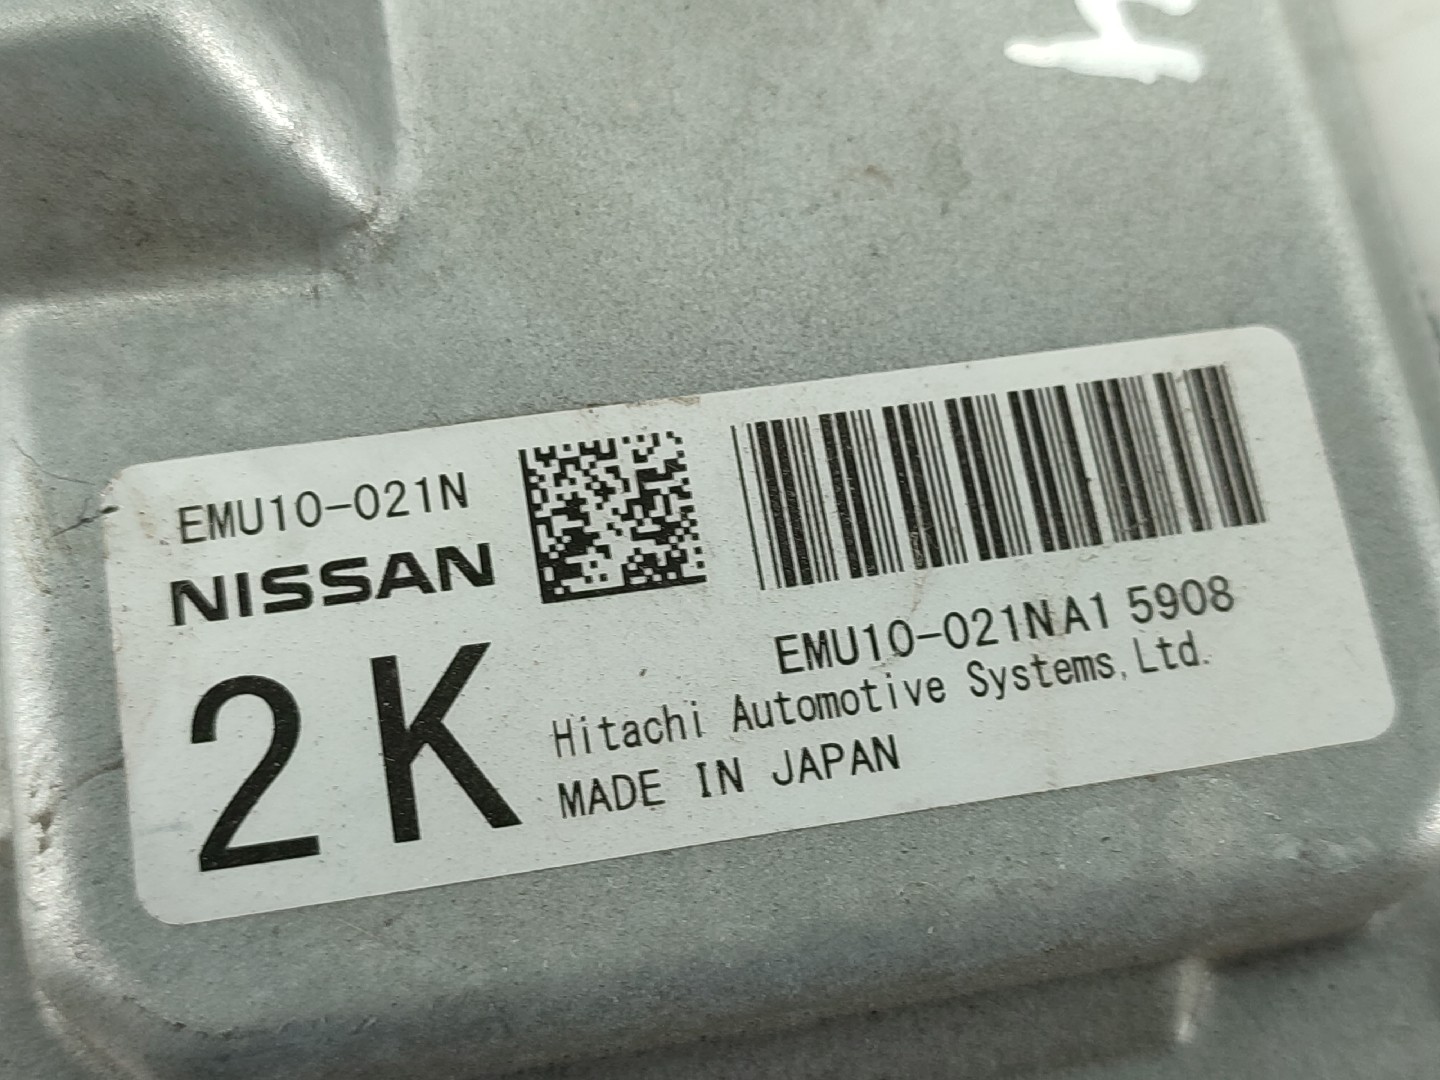 EMU10-021N
NISSAN
2K
EMU10-021NA1 5908
Hitachi Automotive Systems, Ltd.
MADE IN JAPAN